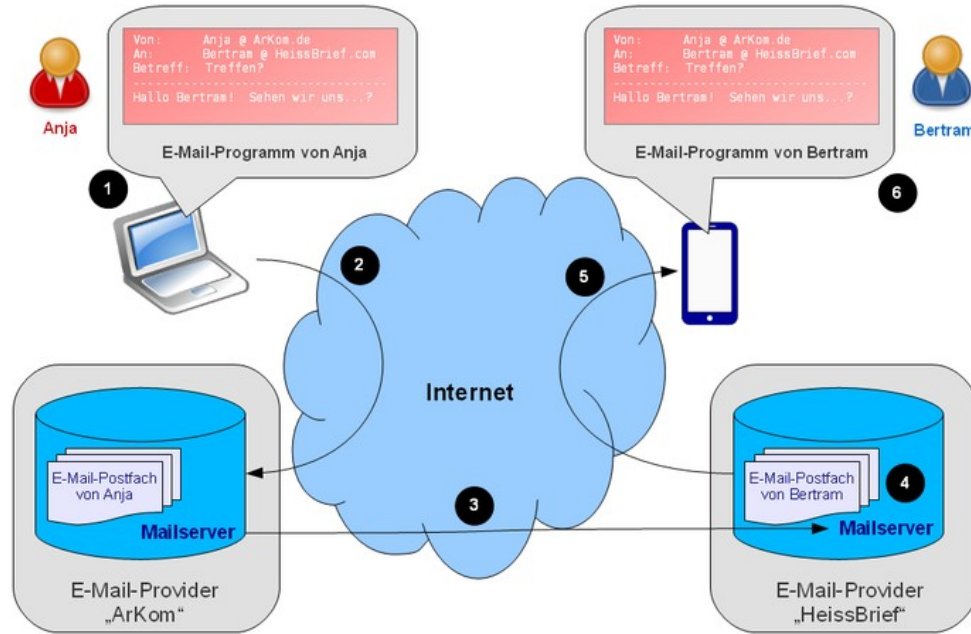 Von: Anja @ ArKom.de
An: Bertram @ HeissBrief.com
Betreff: Treffen?
--------------------------------------------
Hallo Bertram! Sehen wir uns...?
E-Mail-Programm von Anja
Anja
1
Von: Anja @ ArKom.de
An: Bertram @ HeissBrief.com
Betreff: Treffen?
--------------------------------------------
Hallo Bertram! Sehen wir uns...?
E-Mail-Programm von Bertram
Bertram
6
2
5
Internet
E-Mail-Postfach
von Anja
Mailserver
E-Mail-Provider
„ArKom“
3
E-Mail-Postfach
von Bertram
4
Mailserver
E-Mail-Provider
„HeissBrief“